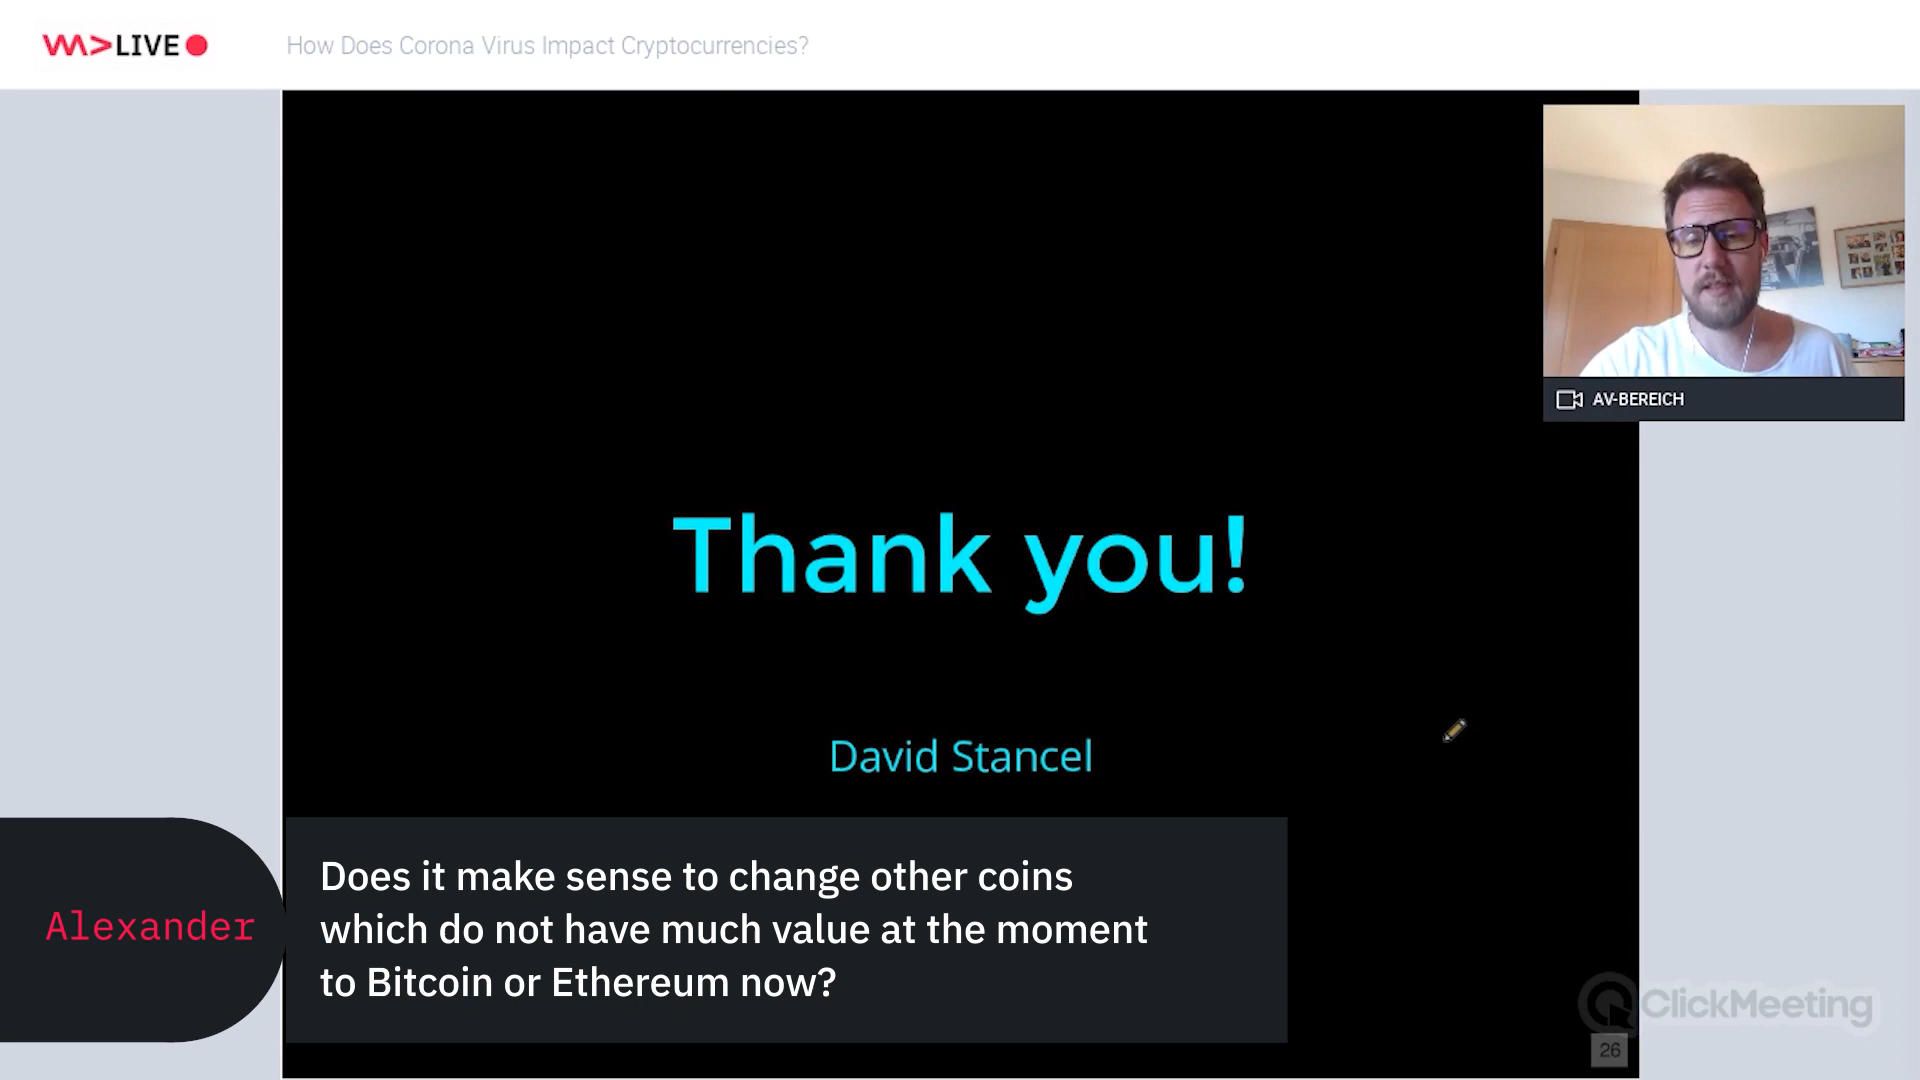 LIVE
How Does Corona Virus Impact Cryptocurrencies?
AV-BEREICH
Thank you!
David Stancel
Alexander
Does it make sense to change other coins
which do not have much value at the moment
to Bitcoin or Ethereum now?
ClickMeeting
26